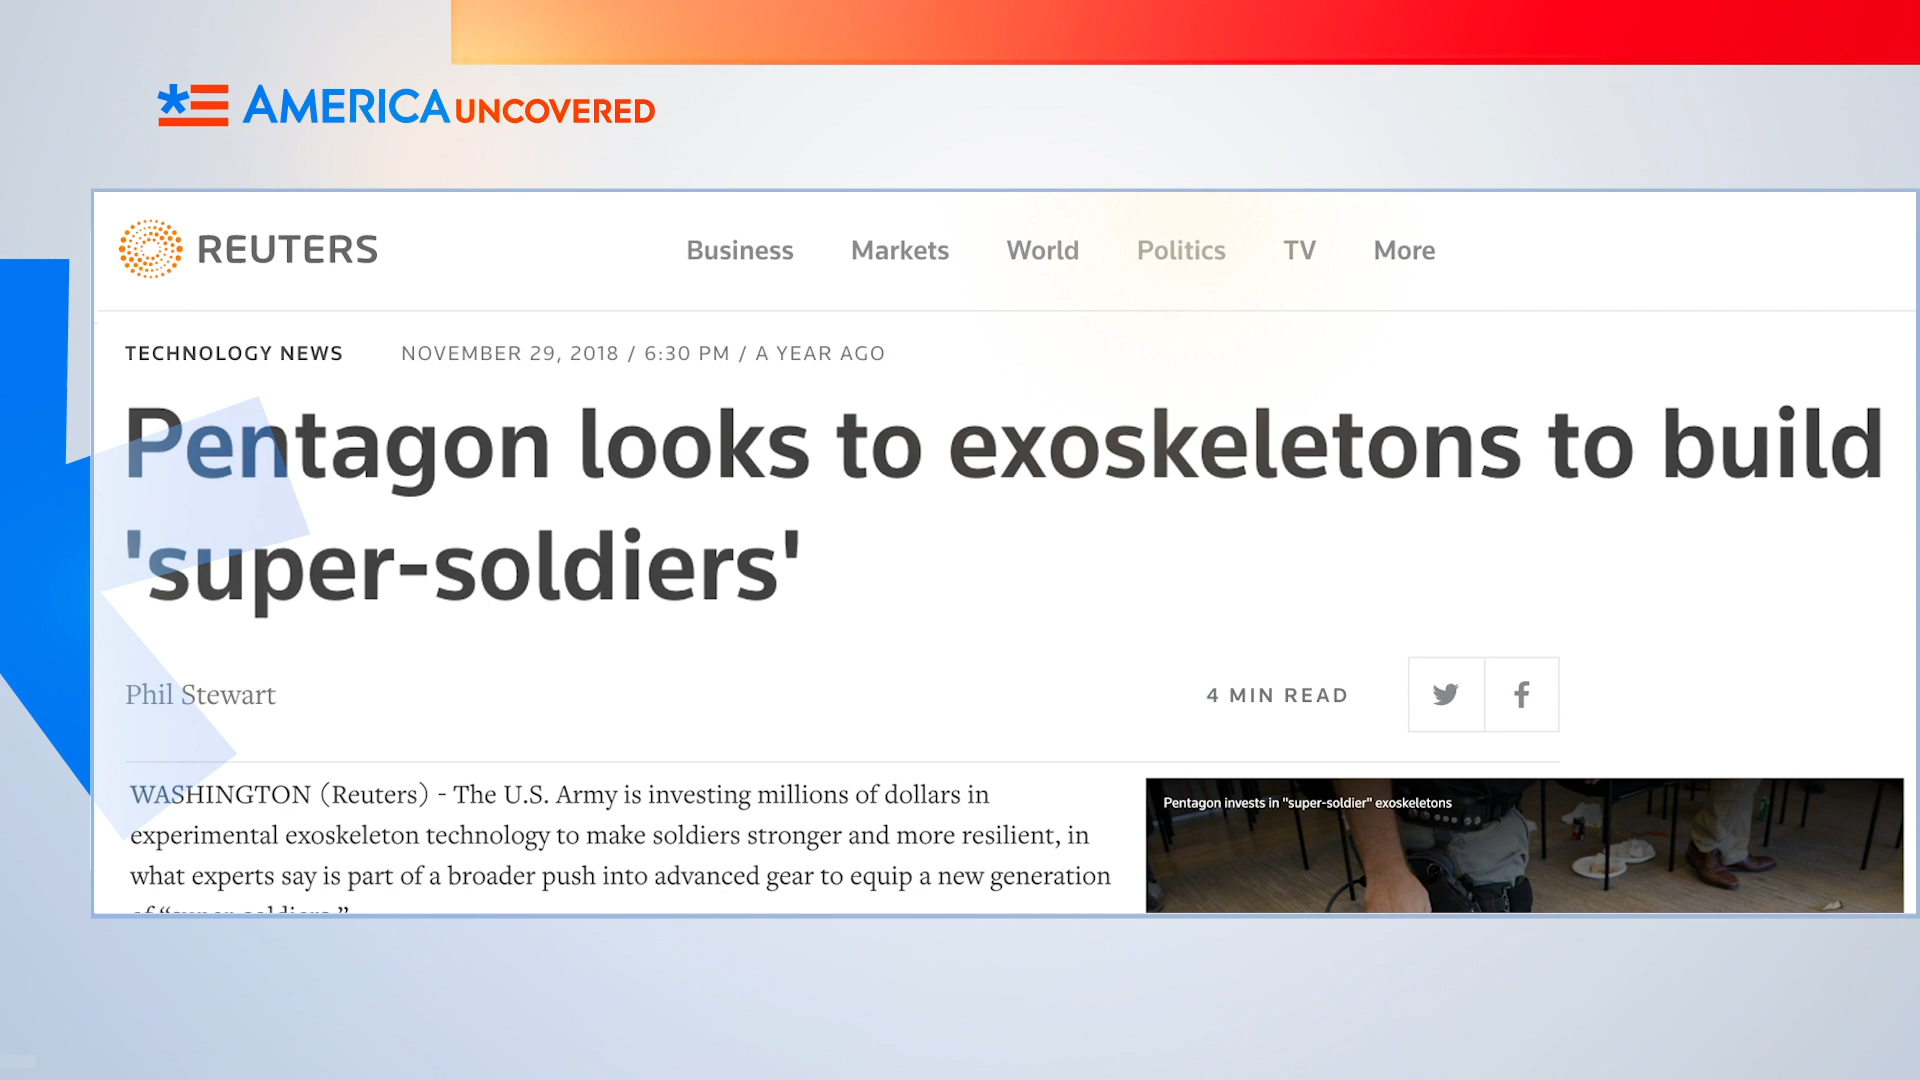 AMERICA UNCOVERED
REUTERS
Business Markets World Politics TV More
TECHNOLOGY NEWS NOVEMBER 29, 2018 / 6:30 PM / A YEAR AGO
Pentagon looks to exoskeletons to build
'super-soldiers'
Phil Stewart
4 MIN READ
WASHINGTON (Reuters) - The U.S. Army is investing millions of dollars in
experimental exoskeleton technology to make soldiers stronger and more resilient, in
what experts say is part of a broader push into advanced gear to equip a new generation
of “super-soldiers.”
Pentagon invests in "super-soldier" exoskeletons